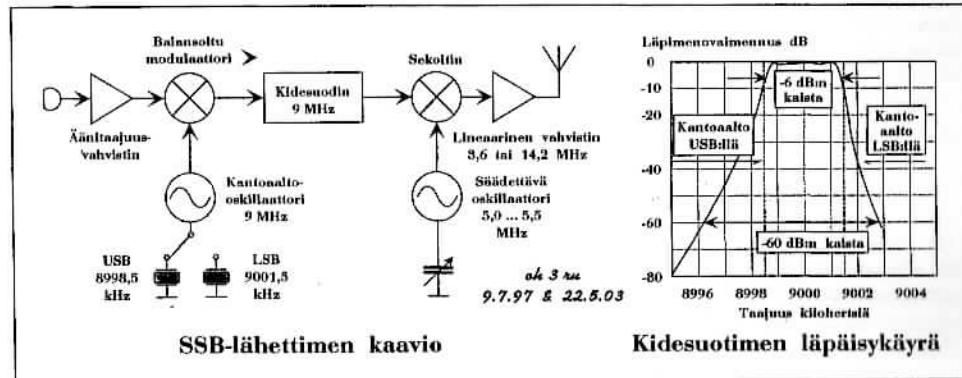 Balansoitu
modulaattori
Kidesuodin
9 MHz
Sekoitin
Äänitaajuus-
vahvistin
Lineaarinen vahvistin
3,6 tai 14,2 MHz
Kantoaalto-
oskillaattori
9 MHz
Säädettävä
oskillaattori
5,0 ... 5,5
MHz
USB
8998,5
kHz
LSB
9001,5
kHz
oh 3 ru
9.7.97 & 22.5.03
SSB-lähettimen kaavio
Läpimenovaimennus dB
0
-10
-20
-40
-60
-80
-6 dB:n
kaista
Kantoaalto
USB:llä
Kanto-
aalto
LSB:llä
-60 dB:n kaista
8996 8998 9000 9002 9004
Taajuus kilohertsiä
Kidesuotimen läpäisykäyrä